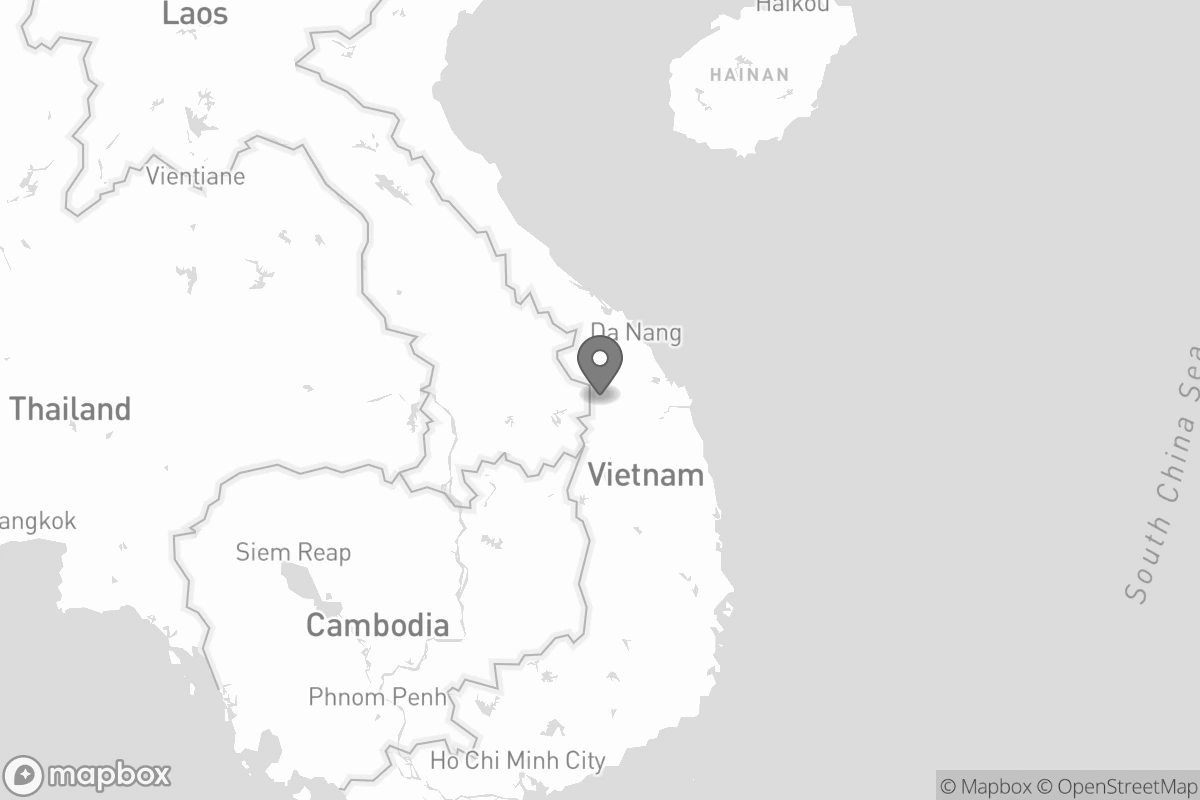 Laos
Haikou
HAINAN
Vientiane
Da Nang
Thailand
Vietnam
South China Sea
angkok
Siem Reap
Cambodia
Phnom Penh
Ho Chi Minh City
mapbox
© Mapbox © OpenStreetMap